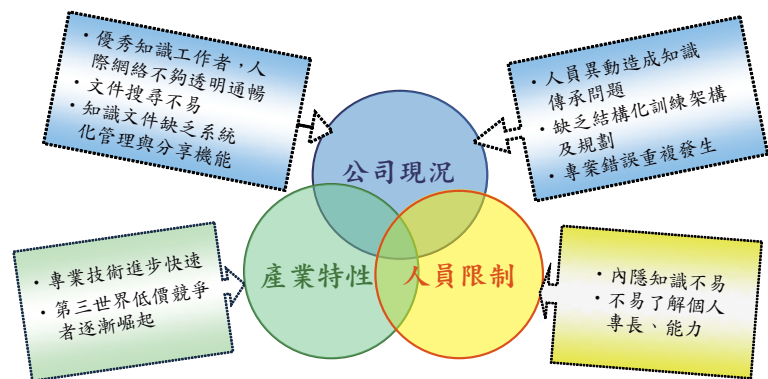 • 優秀知識工作者，人
際網絡不夠透明通暢
• 文件搜尋不易
• 知識文件缺乏系統
化管理與分享機能
• 人員異動造成知識
傳承問題
• 缺乏結構化訓練架構
及規劃
• 專案錯誤重複發生
公司現況
產業特性
人員限制
• 專業技術進步快速
• 第三世界低價競爭
者逐漸崛起
• 內隱知識不易
• 不易了解個人
專長、能力